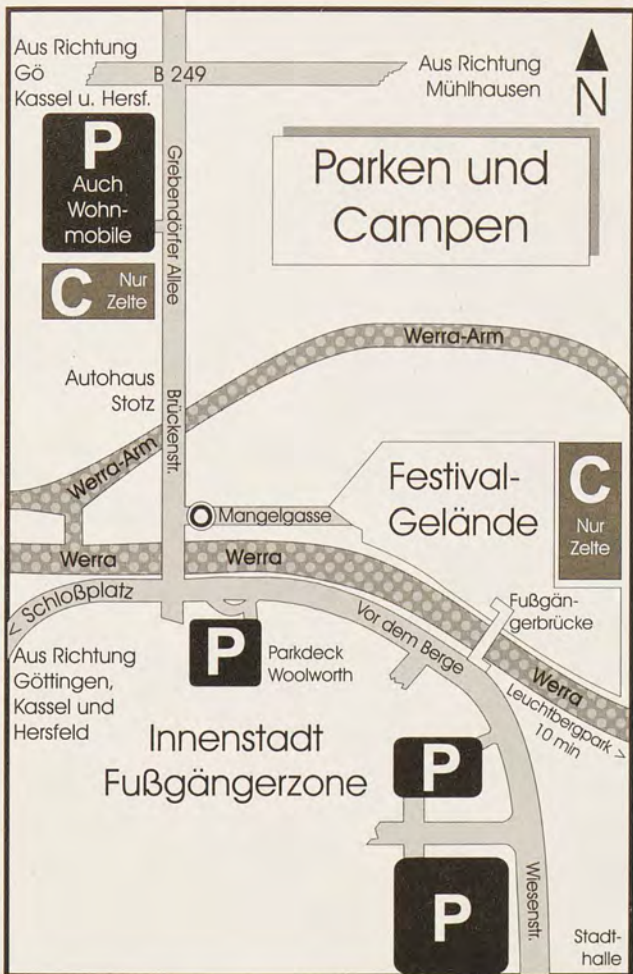 Aus Richtung
Gö
Kassel u. Hersf.
B 249
Aus Richtung
Mühlhausen
N
P
Auch
Wohn-
mobile
Grebendörfer Allee
Parken und
Campen
C
Nur
Zelte
Werra-Arm
Autohaus
Stotz
Brückenstr.
Werra-Arm
Festival-
Gelände
C
Nur
Zelte
Mangelgasse
Werra
Werra
Fußgän-
gerbrücke
< Schloßplatz
Vor dem Berge
P
Parkdeck
Woolworth
Aus Richtung
Göttingen,
Kassel und
Hersfeld
Werra
Leuchtbergpark >
10 min
Innenstadt
Fußgängerzone
P
P
Wiesenstr.
Stadt-
halle